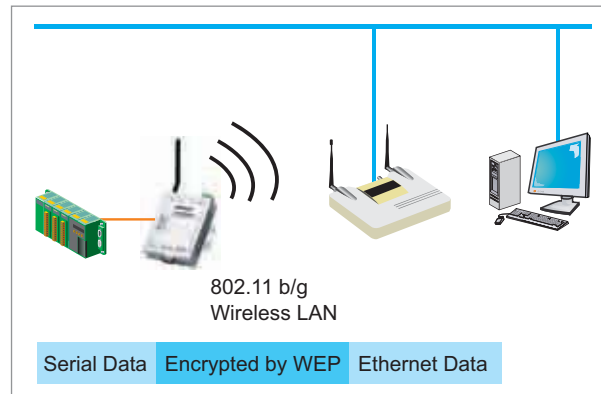 802.11 b/g
Wireless LAN
Serial Data Encrypted by WEP Ethernet Data